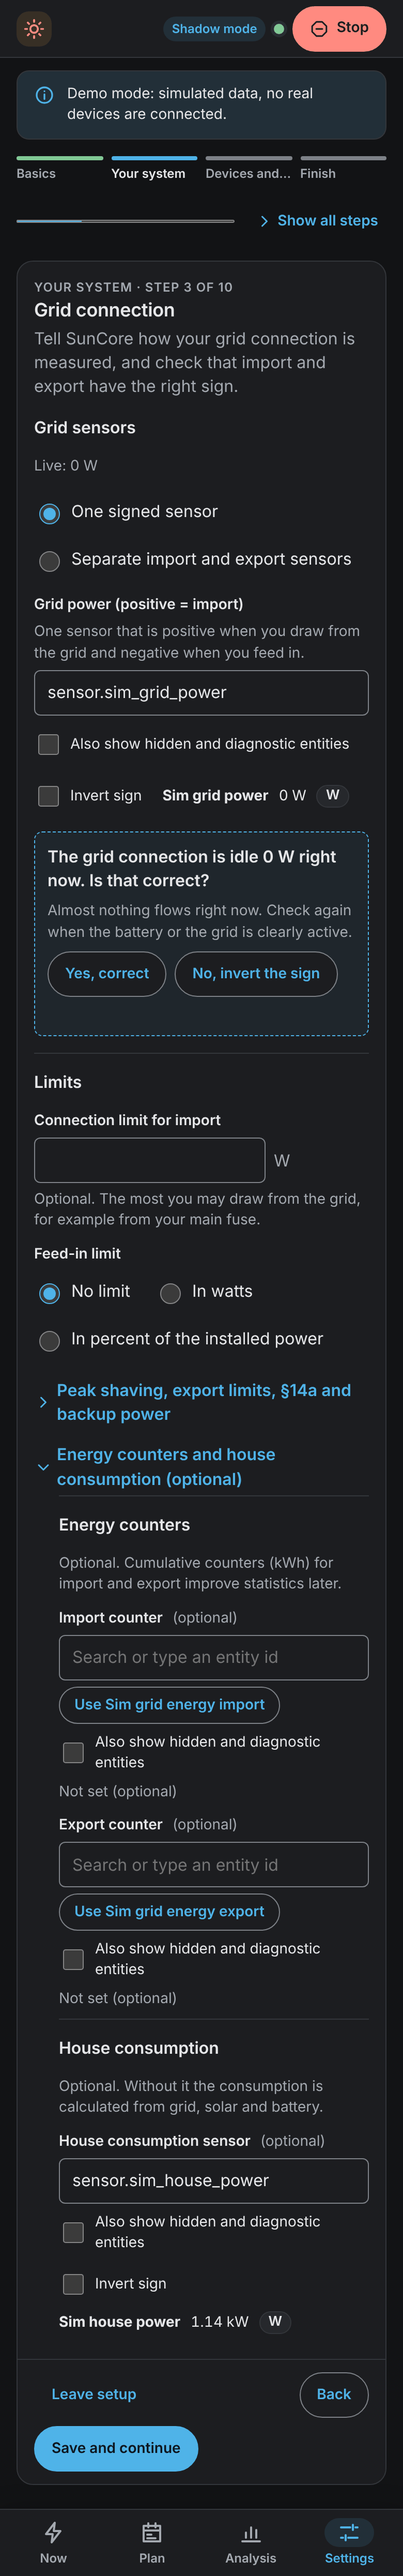 Shadow mode
Stop
Demo mode: simulated data, no real
devices are connected.
Basics
Your system
Devices and...
Finish
Show all steps
YOUR SYSTEM · STEP 3 OF 10
Grid connection
Tell SunCore how your grid connection is
measured, and check that import and
export have the right sign.
Grid sensors
Live: 0 W
One signed sensor
Separate import and export sensors
Grid power (positive = import)
One sensor that is positive when you draw from
the grid and negative when you feed in.
sensor.sim_grid_power
Also show hidden and diagnostic entities
Invert sign Sim grid power 0 W W
The grid connection is idle 0 W right
now. Is that correct?
Almost nothing flows right now. Check again
when the battery or the grid is clearly active.
Yes, correct
No, invert the sign
Limits
Connection limit for import
W
Optional. The most you may draw from the grid,
for example from your main fuse.
Feed-in limit
No limit
In watts
In percent of the installed power
Peak shaving, export limits, §14a and
backup power
Energy counters and house
consumption (optional)
Energy counters
Optional. Cumulative counters (kWh) for
import and export improve statistics later.
Import counter (optional)
Search or type an entity id
Use Sim grid energy import
Also show hidden and diagnostic
entities
Not set (optional)
Export counter (optional)
Search or type an entity id
Use Sim grid energy export
Also show hidden and diagnostic
entities
Not set (optional)
House consumption
Optional. Without it the consumption is
calculated from grid, solar and battery.
House consumption sensor (optional)
sensor.sim_house_power
Also show hidden and diagnostic
entities
Invert sign
Sim house power 1.14 kW W
Leave setup
Back
Save and continue
Now
Plan
Analysis
Settings